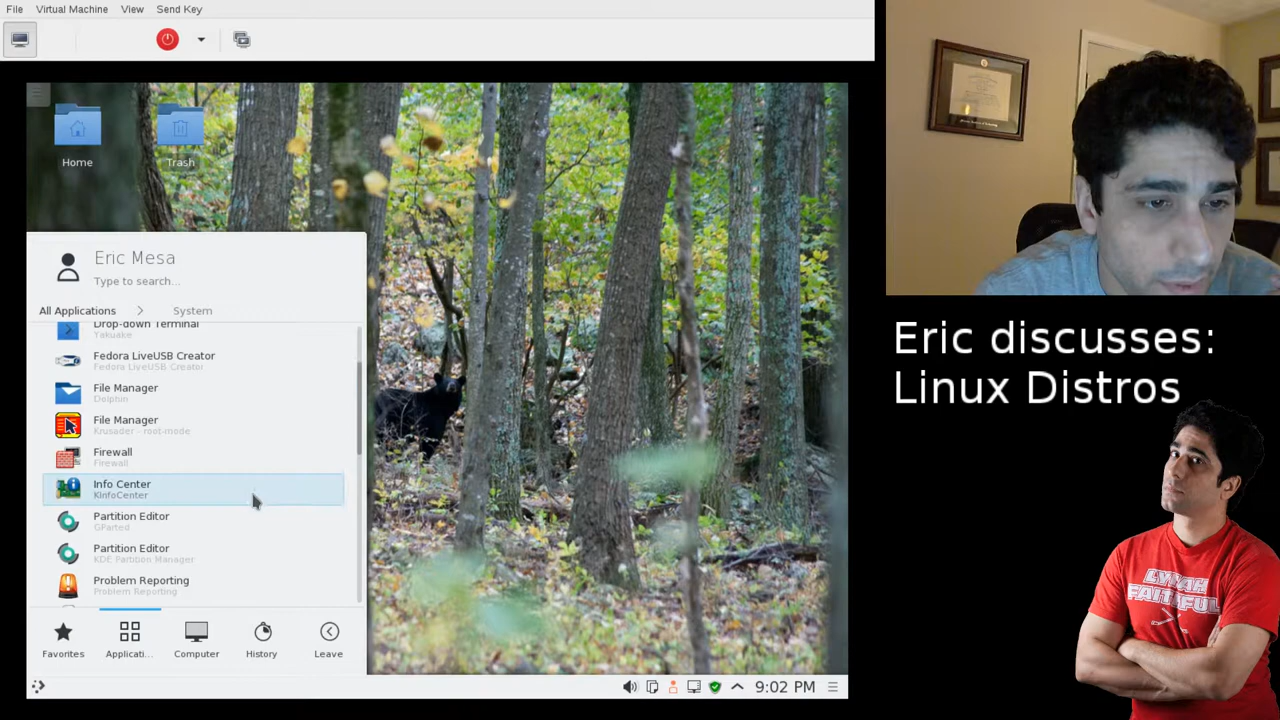 File Virtual Machine View Send Key
Home
Trash
Eric Mesa
Type to search...
All Applications System
Drop-down Terminal
Yakuake
Fedora LiveUSB Creator
Fedora LiveUSB Creator
File Manager
Dolphin
File Manager
Krusader - root-mode
Firewall
Firewall
Info Center
KInfoCenter
Partition Editor
GParted
Partition Editor
KDE Partition Manager
Problem Reporting
Problem Reporting
Favorites Applicati... Computer History Leave
9:02 PM
Eric discusses:
Linux Distros
FAITHFUL